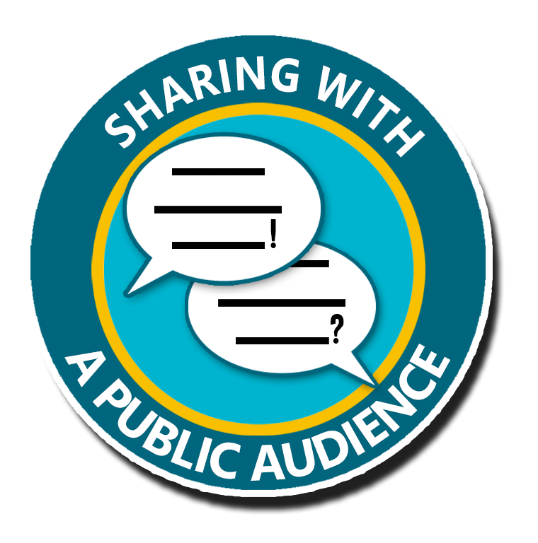 SHARING WITH
!
?
A PUBLIC AUDIENCE